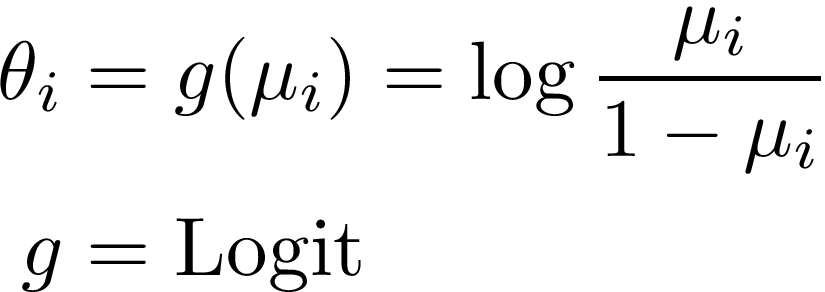 θ_i = g(μ_i) = log μ_i / (1 − μ_i)
g = Logit